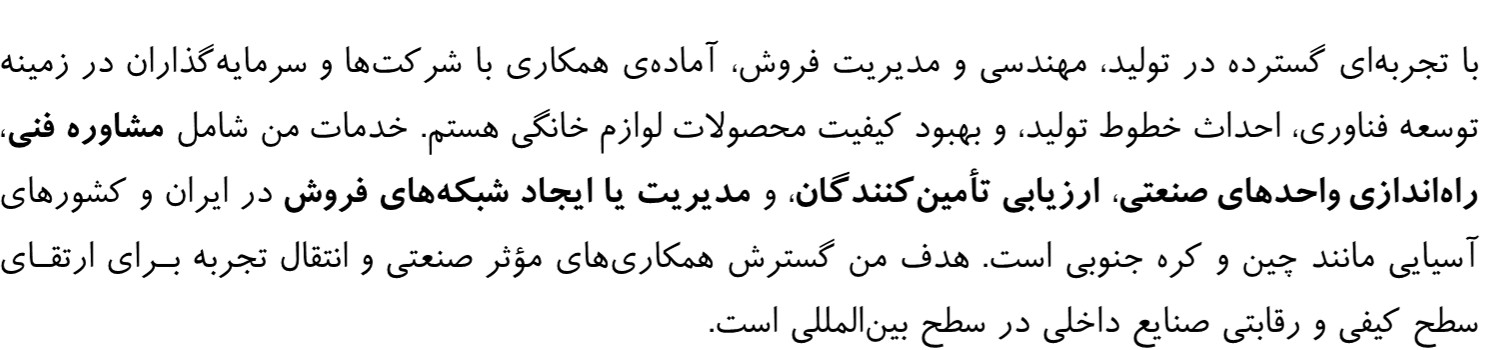 با تجربه‌ای گسترده در تولید، مهندسی و مدیریت فروش، آماده‌ی همکاری با شرکت‌ها و سرمایه‌گذاران در زمینه
توسعه فناوری، احداث خطوط تولید، و بهبود کیفیت محصولات لوازم خانگی هستم. خدمات من شامل مشاوره فنی،
راه‌اندازی واحدهای صنعتی، ارزیابی تأمین‌کنندگان، و مدیریت یا ایجاد شبکه‌های فروش در ایران و کشورهای
آسیایی مانند چین و کره جنوبی است. هدف من گسترش همکاری‌های مؤثر صنعتی و انتقال تجربه بـرای ارتقـای
سطح کیفی و رقابتی صنایع داخلی در سطح بین‌المللی است.